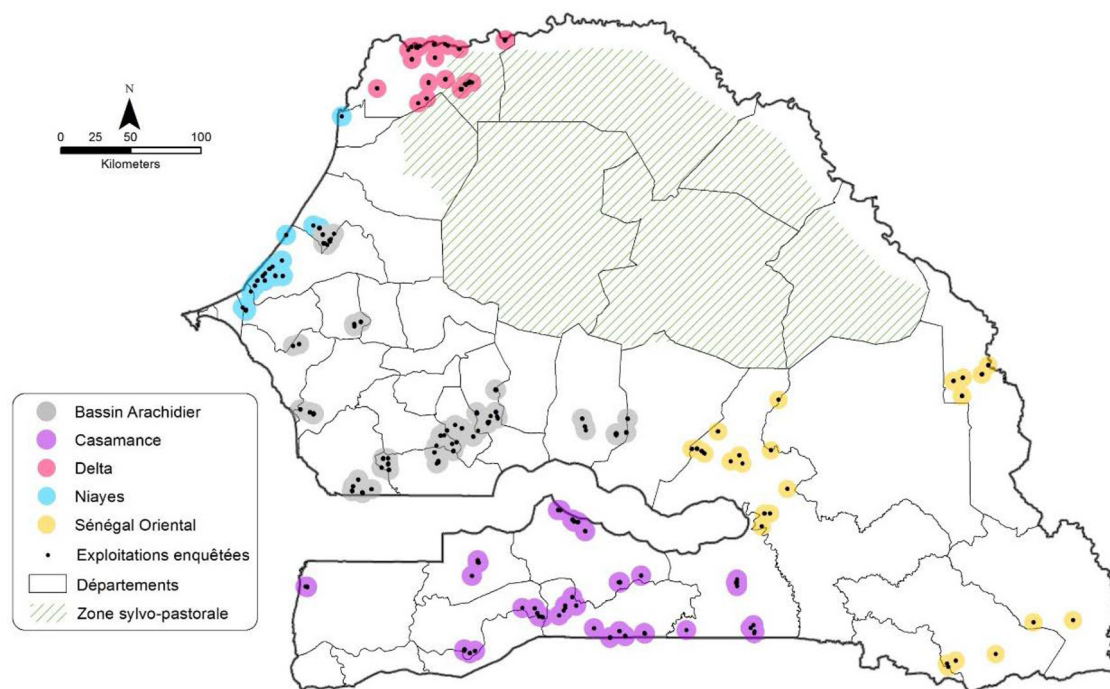 N
0 25 50 100
Kilometers
Bassin Arachidier
Casamance
Delta
Niayes
Sénégal Oriental
Exploitations enquêtées
Départements
Zone sylvo-pastorale